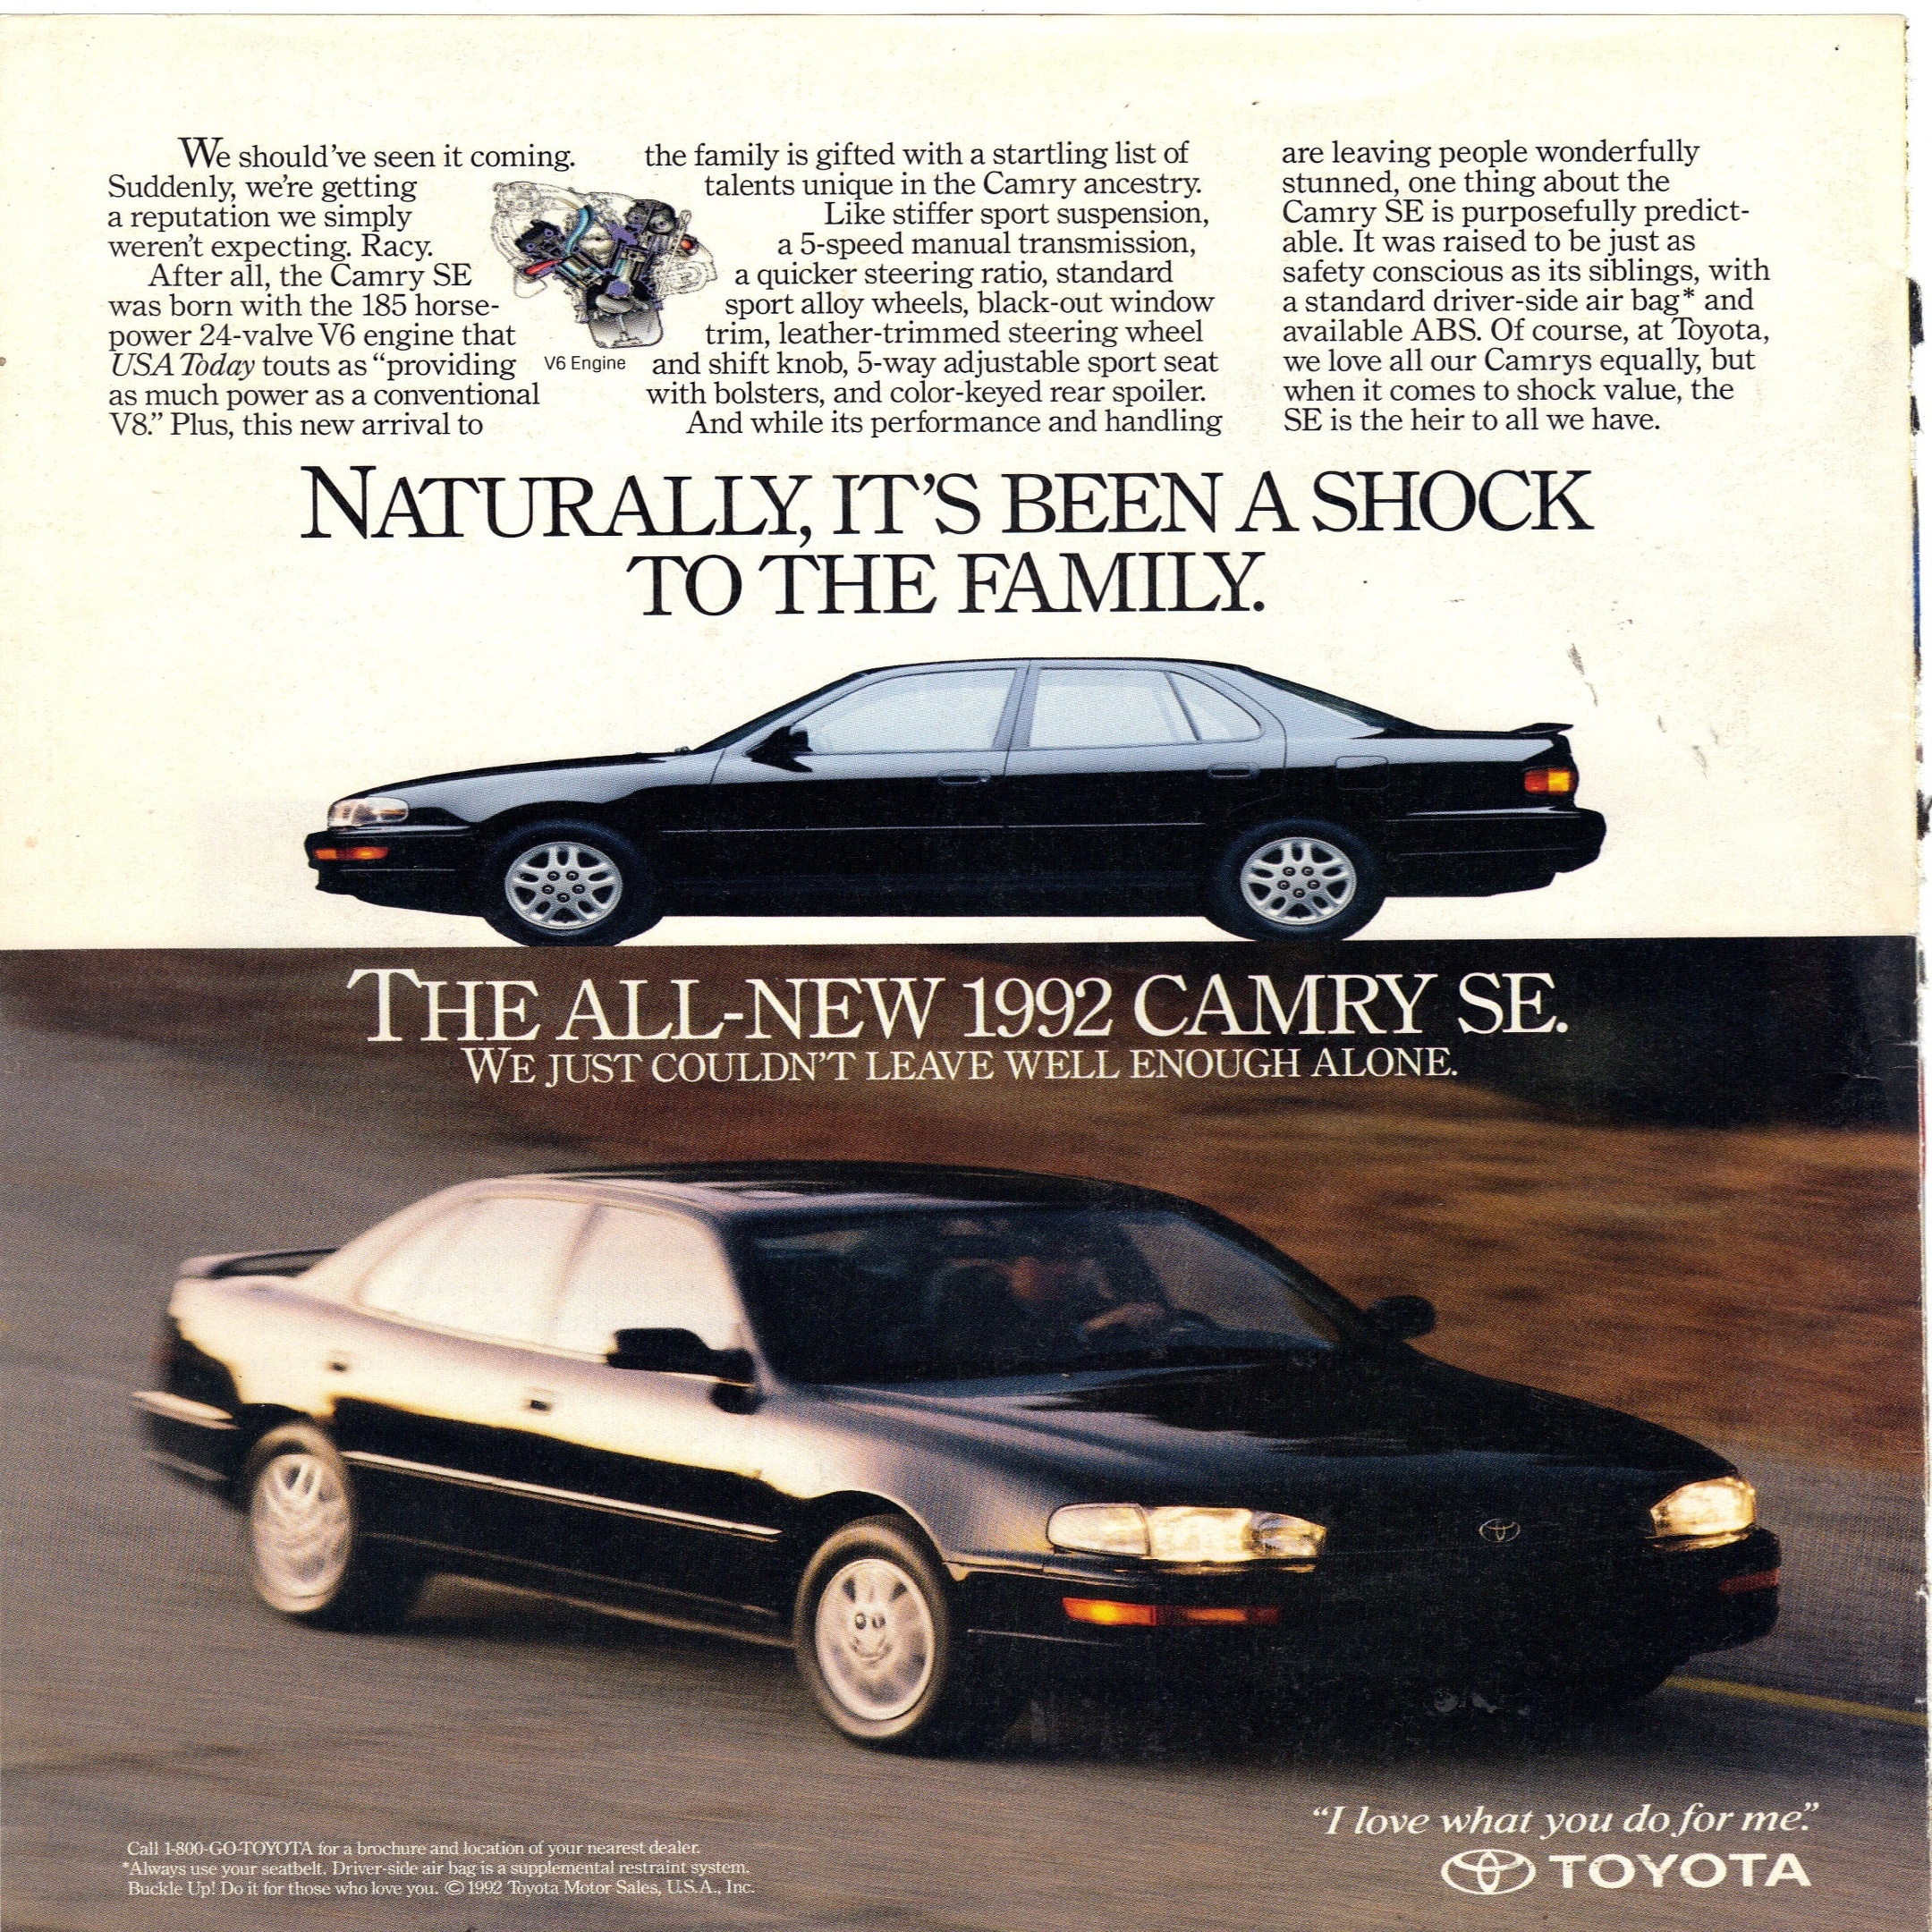 We should've seen it coming.
Suddenly, we're getting
a reputation we simply
weren't expecting. Racy.
After all, the Camry SE
was born with the 185 horse-
power 24-valve V6 engine that
USA Today touts as “providing
as much power as a conventional
V8.” Plus, this new arrival to
V6 Engine
the family is gifted with a startling list of
talents unique in the Camry ancestry.
Like stiffer sport suspension,
a 5-speed manual transmission,
a quicker steering ratio, standard
sport alloy wheels, black-out window
trim, leather-trimmed steering wheel
and shift knob, 5-way adjustable sport seat
with bolsters, and color-keyed rear spoiler.
And while its performance and handling
are leaving people wonderfully
stunned, one thing about the
Camry SE is purposefully predict-
able. It was raised to be just as
safety conscious as its siblings, with
a standard driver-side air bag* and
available ABS. Of course, at Toyota,
we love all our Camrys equally, but
when it comes to shock value, the
SE is the heir to all we have.
NATURALLY, IT'S BEEN A SHOCK
TO THE FAMILY.
THE ALL-NEW 1992 CAMRY SE.
WE JUST COULDN'T LEAVE WELL ENOUGH ALONE.
“I love what you do for me.”
TOYOTA
Call 1-800-GO-TOYOTA for a brochure and location of your nearest dealer.
*Always use your seatbelt. Driver-side air bag is a supplemental restraint system.
Buckle Up! Do it for those who love you. © 1992 Toyota Motor Sales, U.S.A., Inc.